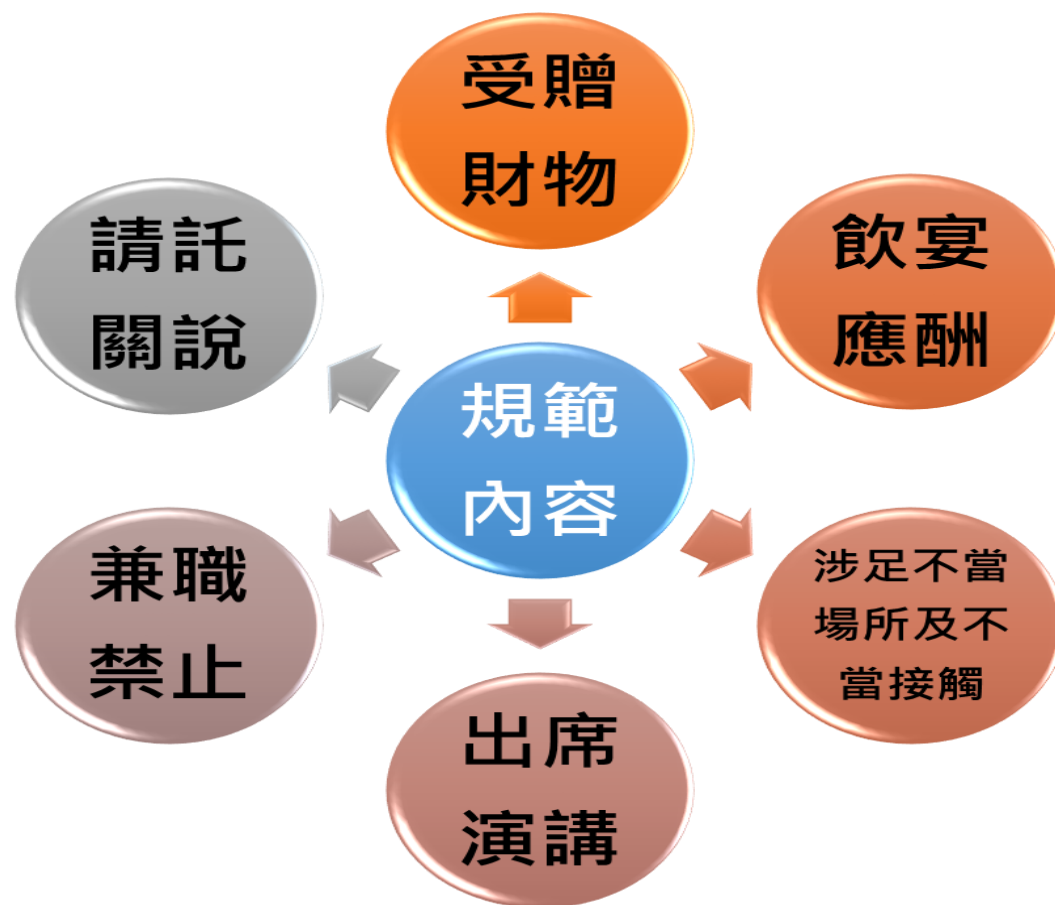 受贈
財物
飲宴
應酬
涉足不當
場所及不
當接觸
出席
演講
兼職
禁止
請託
關說
規範
內容